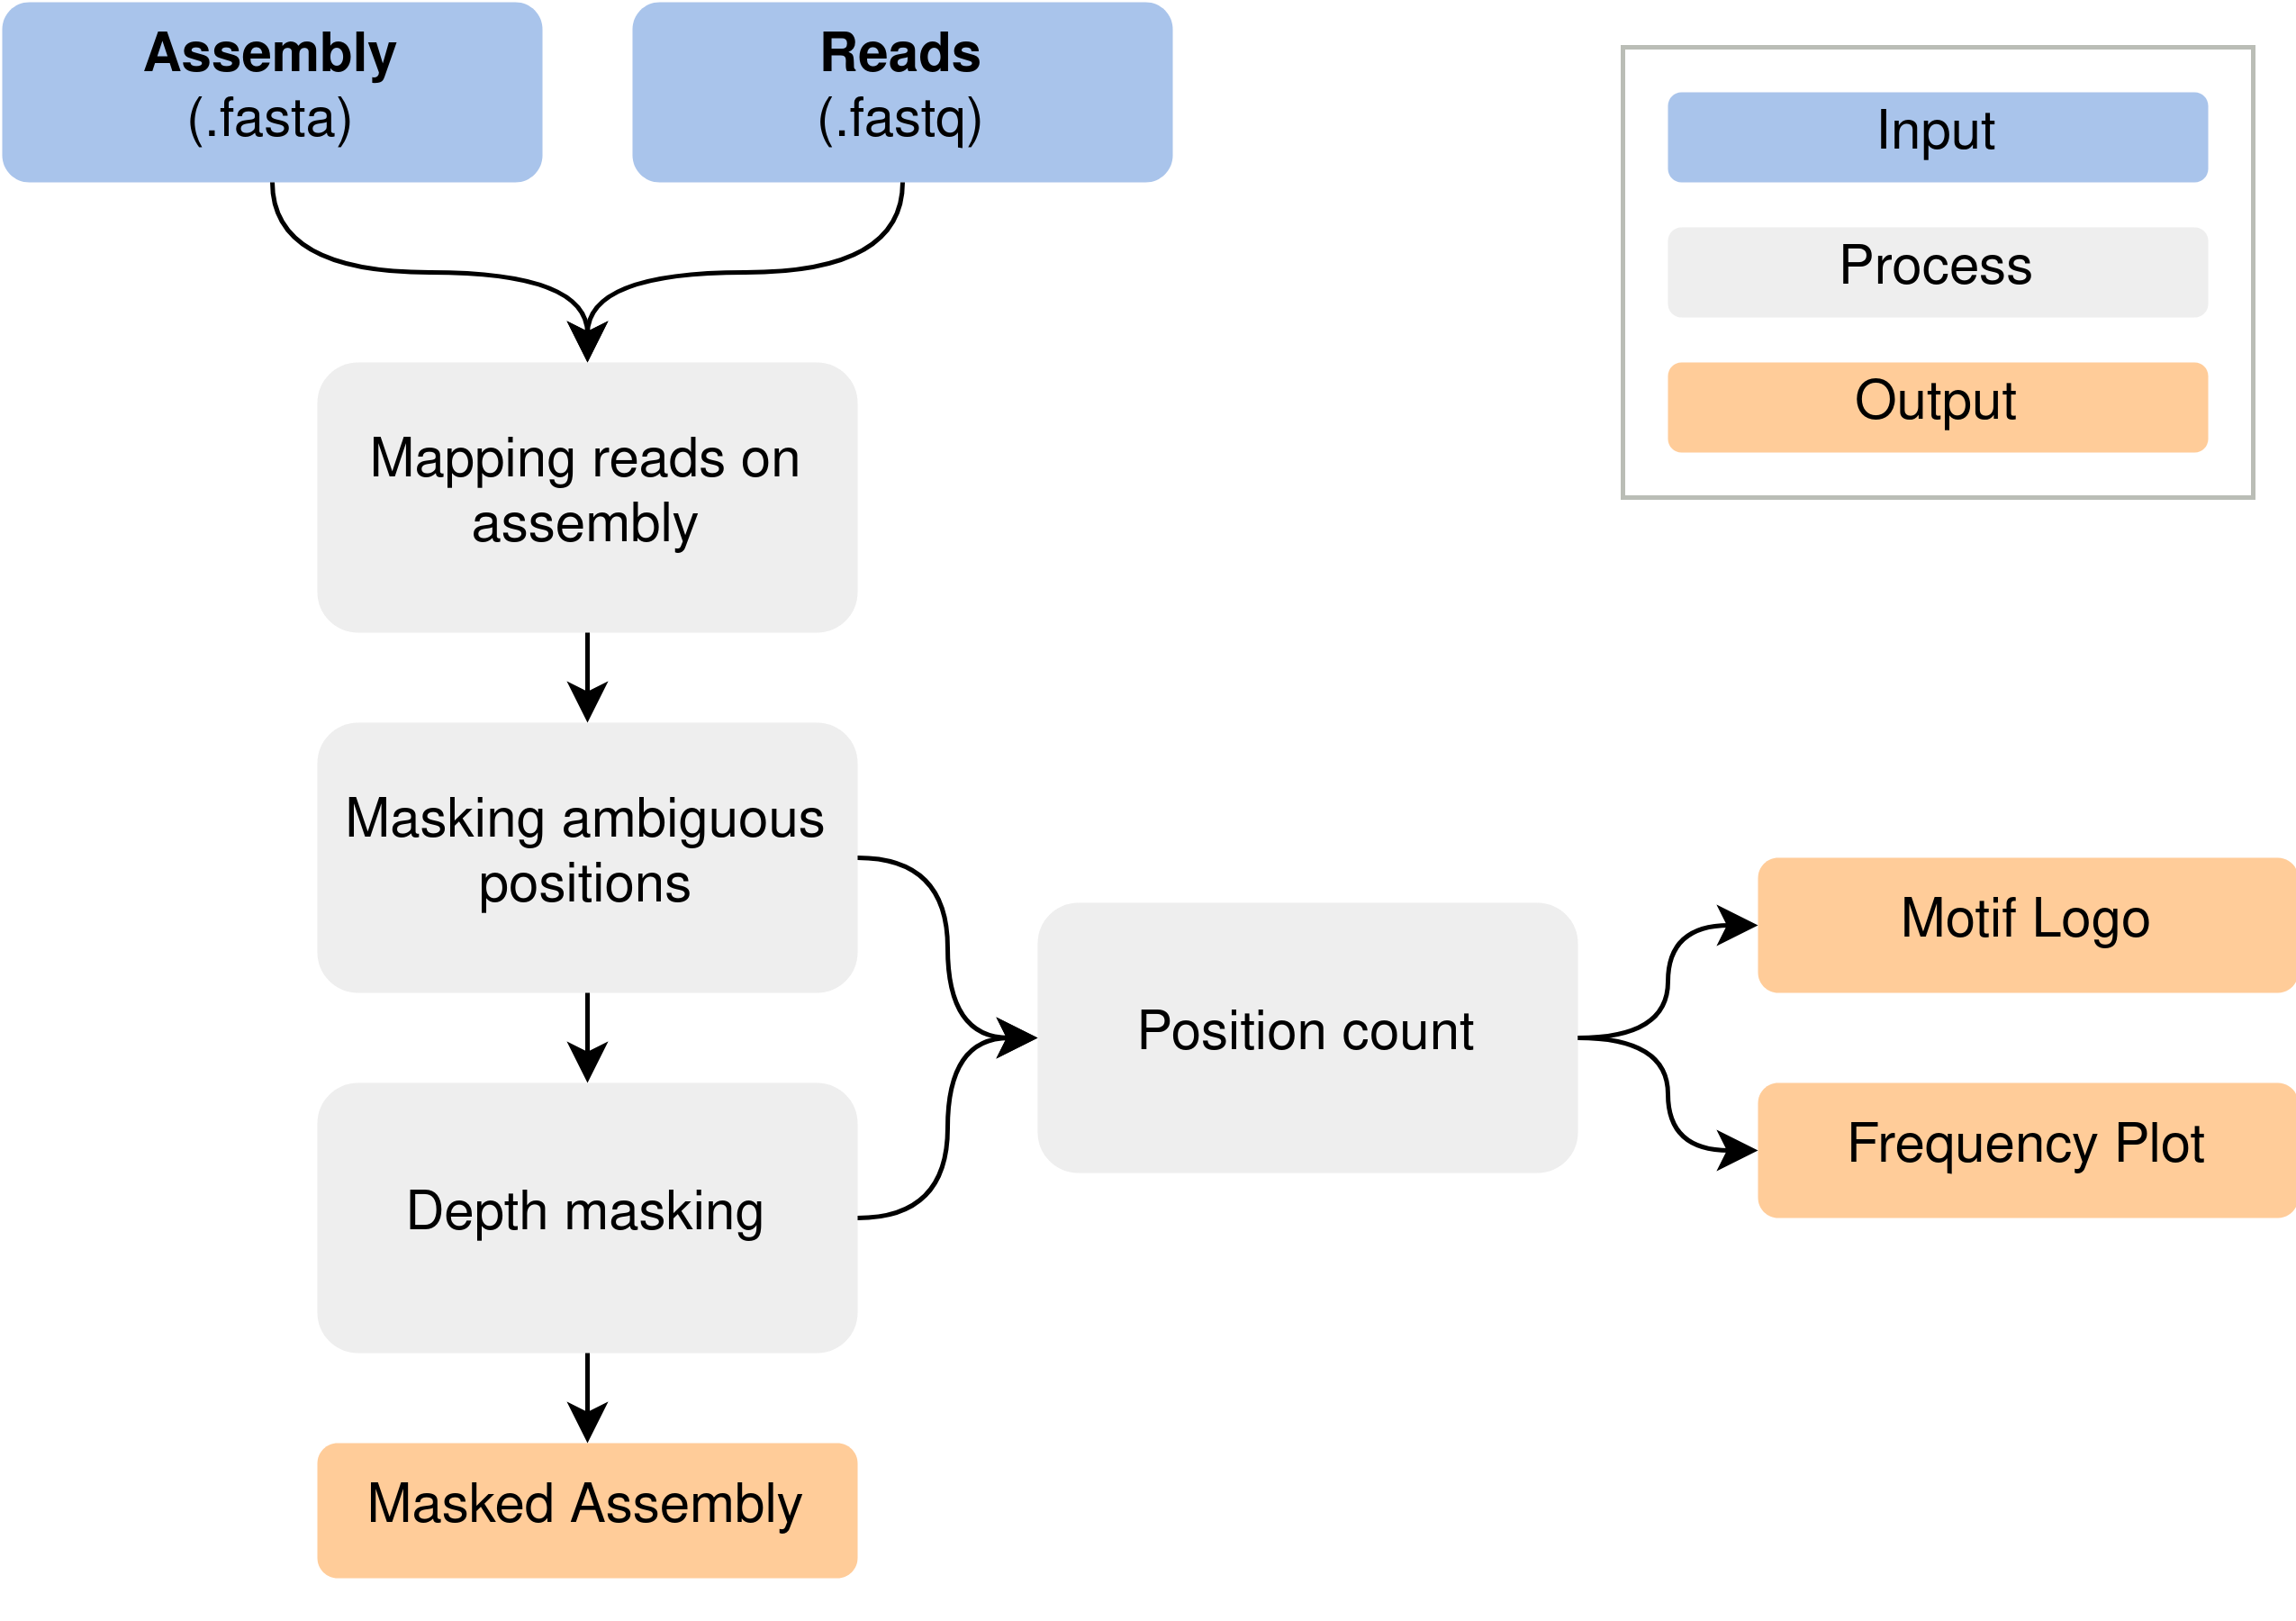 Assembly
(.fasta)
Reads
(.fastq)
Input
Process
Output
Mapping reads on
assembly
Masking ambiguous
positions
Position count
Motif Logo
Frequency Plot
Depth masking
Masked Assembly